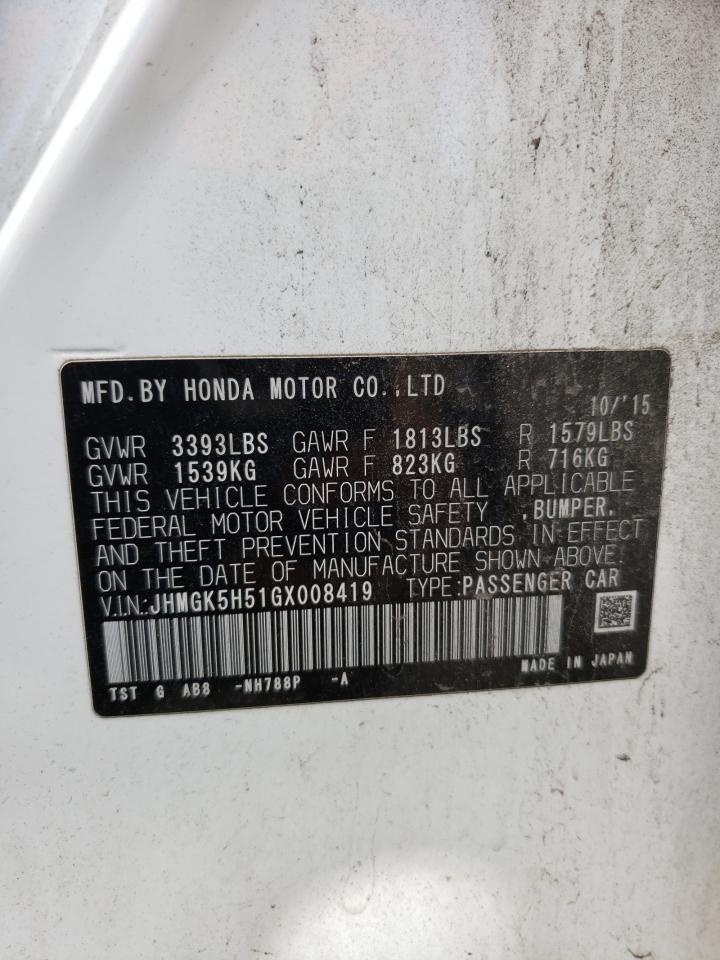 MFD.BY HONDA MOTOR CO.,LTD
10/'15
GVWR 3393LBS GAWR F 1813LBS R 1579LBS
GVWR 1539KG GAWR F 823KG R 716KG
THIS VEHICLE CONFORMS TO ALL APPLICABLE
FEDERAL MOTOR VEHICLE SAFETY ,BUMPER,
AND THEFT PREVENTION STANDARDS IN EFFECT
ON THE DATE OF MANUFACTURE SHOWN ABOVE.
V.I.N:JHMGK5H51GX008419 TYPE:PASSENGER CAR
MADE IN JAPAN
TST G AB8 -NH788P -A